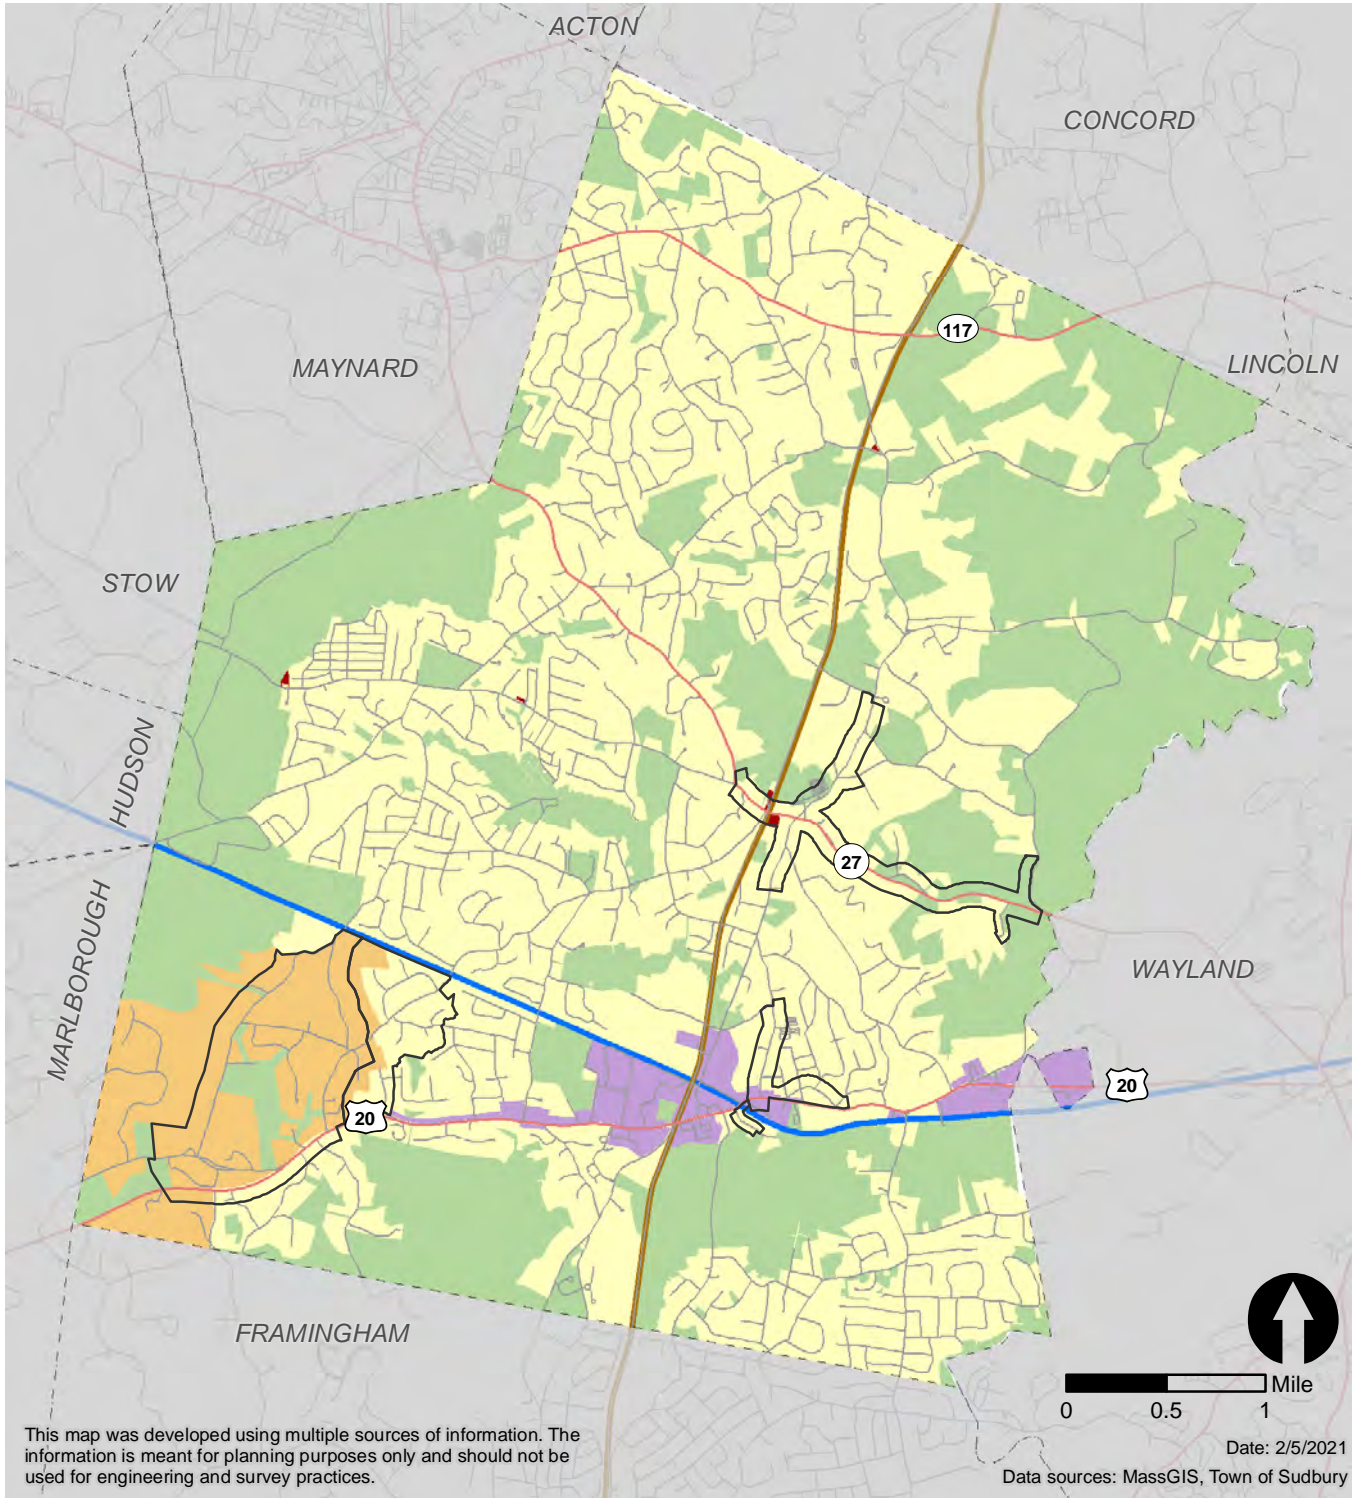 ACTON
CONCORD
117
LINCOLN
MAYNARD
STOW
HUDSON
27
MARLBOROUGH
WAYLAND
20
20
FRAMINGHAM
Mile
0 0.5 1
This map was developed using multiple sources of information. The
information is meant for planning purposes only and should not be
used for engineering and survey practices.
Date: 2/5/2021
Data sources: MassGIS, Town of Sudbury